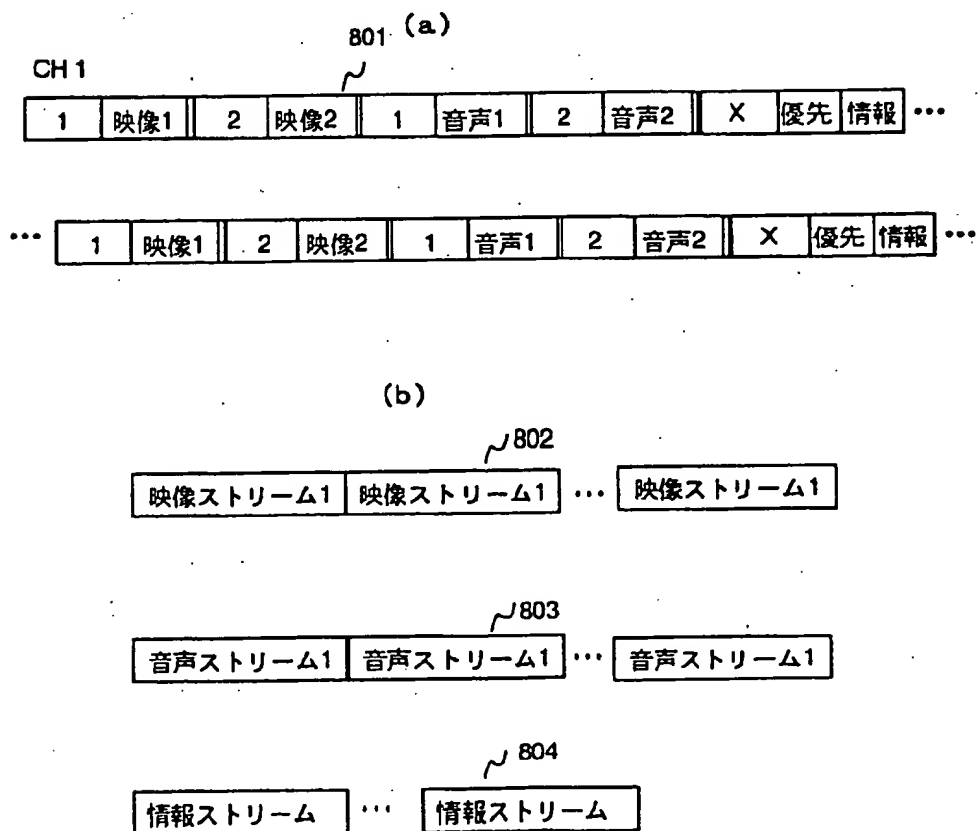 (a)
801
CH 1
1 映像1 2 映像2 1 音声1 2 音声2 X 優先 情報 …
… 1 映像1 2 映像2 1 音声1 2 音声2 X 優先 情報 …
(b)
802
映像ストリーム1 映像ストリーム1 … 映像ストリーム1
803
音声ストリーム1 音声ストリーム1 … 音声ストリーム1
804
情報ストリーム … 情報ストリーム